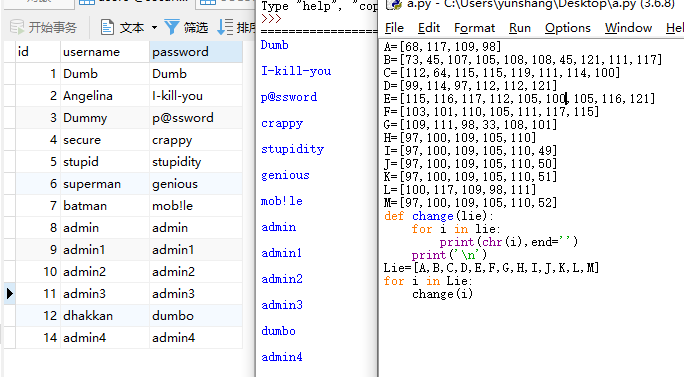 开始事务 文本 筛选 排序
id username password
1 Dumb Dumb
2 Angelina I-kill-you
3 Dummy p@ssword
4 secure crappy
5 stupid stupidity
6 superman genious
7 batman mob!le
8 admin admin
9 admin1 admin1
10 admin2 admin2
11 admin3 admin3
12 dhakkan dumbo
14 admin4 admin4
Type "help", "cop
>>>
Dumb
I-kill-you
p@ssword
crappy
stupidity
genious
mob!le
admin
admin1
admin2
admin3
dumbo
admin4
a.py - C:\Users\yunshang\Desktop\a.py (3.6.8)
File Edit Format Run Options Window Help
A=[68,117,109,98]
B=[73,45,107,105,108,108,45,121,111,117]
C=[112,64,115,115,119,111,114,100]
D=[99,114,97,112,112,121]
E=[115,116,117,112,105,100,105,116,121]
F=[103,101,110,105,111,117,115]
G=[109,111,98,33,108,101]
H=[97,100,109,105,110]
I=[97,100,109,105,110,49]
J=[97,100,109,105,110,50]
K=[97,100,109,105,110,51]
L=[100,117,109,98,111]
M=[97,100,109,105,110,52]
def change(lie):
    for i in lie:
        print(chr(i),end='')
    print('\n')
Lie=[A,B,C,D,E,F,G,H,I,J,K,L,M]
for i in Lie:
    change(i)